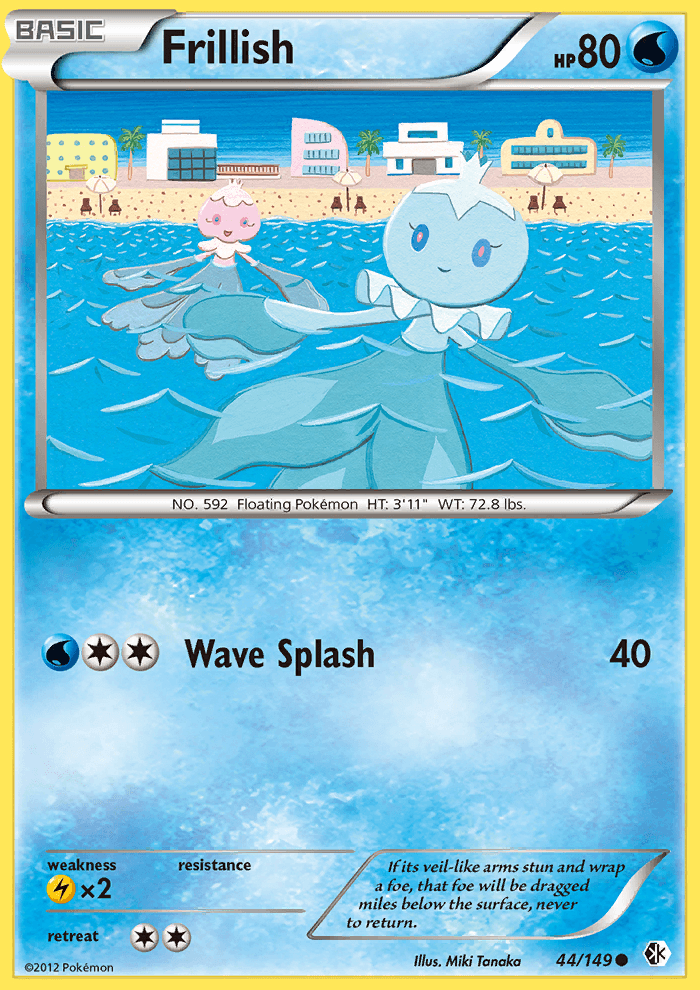 BASIC
Frillish
HP80
NO. 592 Floating Pokémon HT: 3'11" WT: 72.8 lbs.
Wave Splash 40
weakness resistance
×2
retreat
If its veil-like arms stun and wrap
a foe, that foe will be dragged
miles below the surface, never
to return.
Illus. Miki Tanaka 44/149
©2012 Pokémon